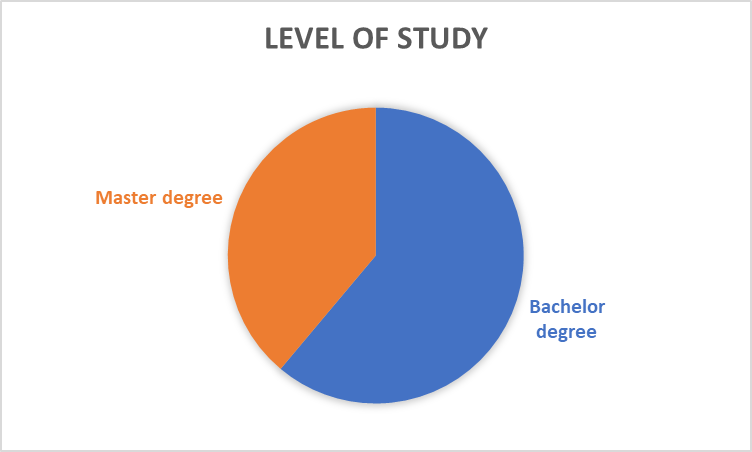 LEVEL OF STUDY
Master degree
Bachelor
degree